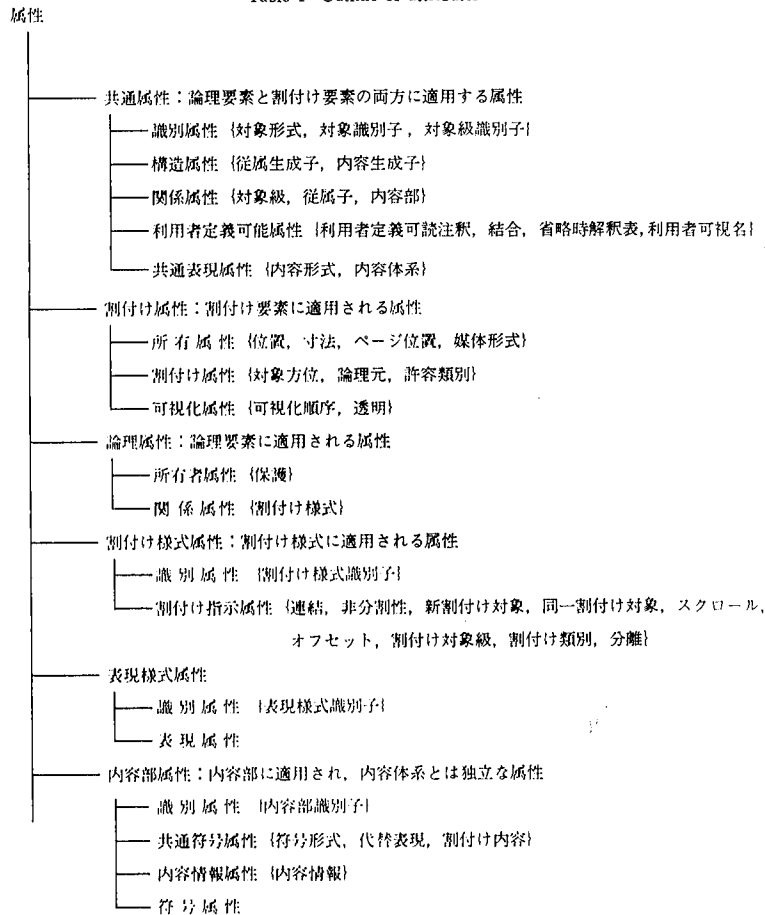 属性
共通属性：論理要素と割付け要素の両方に適用する属性
識別属性 {対象形式, 対象識別子, 対象級識別子}
構造属性 {従属生成子, 内容生成子}
関係属性 {対象級, 従属子, 内容部}
利用者定義可能属性 {利用者定義可読注釈, 結合, 省略時解釈表, 利用者可視名}
共通表現属性 {内容形式, 内容体系}
割付け属性：割付け要素に適用される属性
所有属性 {位置, 寸法, ページ位置, 媒体形式}
割付け属性 {対象方位, 論理元, 許容類別}
可視化属性 {可視化順序, 透明}
論理属性：論理要素に適用される属性
所有者属性 {保護}
関係属性 {割付け様式}
割付け様式属性：割付け様式に適用される属性
識別属性 {割付け様式識別子}
割付け指示属性 {連結, 非分割性, 新割付け対象, 同一割付け対象, スクロール,
オフセット, 割付け対象級, 割付け類別, 分離}
表現様式属性
識別属性 {表現様式識別子}
表現属性
内容部属性：内容部に適用され, 内容体系とは独立な属性
識別属性 {内容部識別子}
共通符号属性 {符号形式, 代替表現, 割付け内容}
内容情報属性 {内容情報}
符号属性